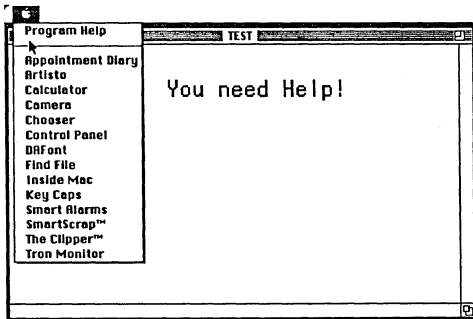 Program Help
TEST
Appointment Diary
Artisto
Calculator
Camera
Chooser
Control Panel
DAFont
Find File
Inside Mac
Key Caps
Smart Alarms
SmartScrap™
The Clipper™
Tron Monitor
You need Help!